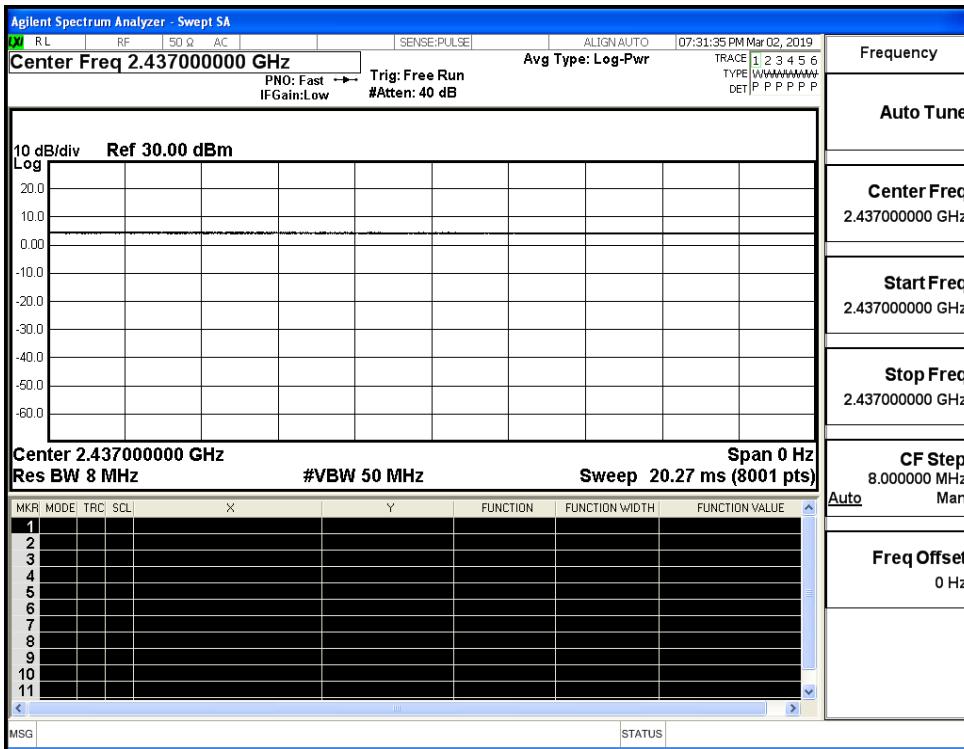 Agilent Spectrum Analyzer - Swept SA
LXI RL RF 50 Ω AC SENSE:PULSE ALIGN AUTO 07:31:35 PM Mar 02, 2019
Center Freq 2.437000000 GHz
Avg Type: Log-Pwr
TRACE 1 2 3 4 5 6
TYPE
DET P P P P P P
PNO: Fast
IFGain:Low
Trig: Free Run
#Atten: 40 dB
10 dB/div Ref 30.00 dBm
Log
20.0
10.0
0.00
-10.0
-20.0
-30.0
-40.0
-50.0
-60.0
Center 2.437000000 GHz Span 0 Hz
Res BW 8 MHz #VBW 50 MHz Sweep 20.27 ms (8001 pts)
MKR MODE TRC SCL X Y FUNCTION FUNCTION WIDTH FUNCTION VALUE
1
2
3
4
5
6
7
8
9
10
11
MSG STATUS
Frequency
Auto Tune
Center Freq
2.437000000 GHz
Start Freq
2.437000000 GHz
Stop Freq
2.437000000 GHz
CF Step
8.000000 MHz
Auto Man
Freq Offset
0 Hz